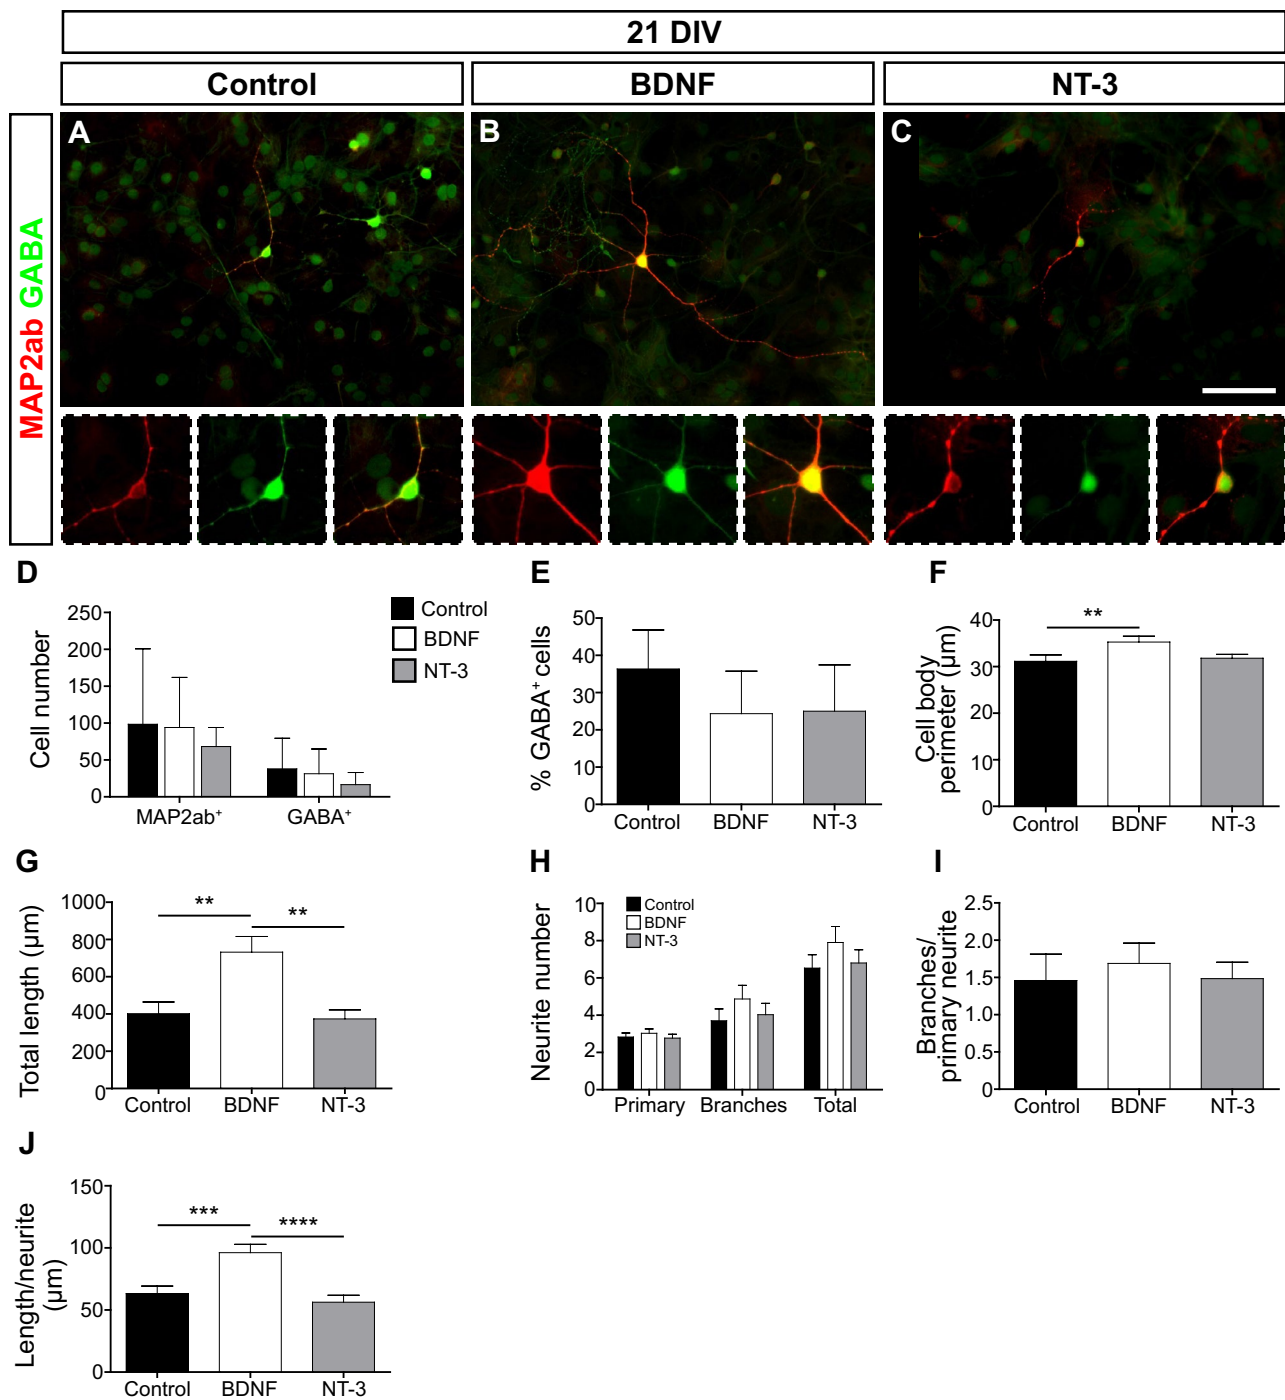 21 DIV
Control
BDNF
NT-3
MAP2ab GABA
A
B
C
D
Cell number
250
200
150
100
50
0
MAP2ab⁺
GABA⁺
Control
BDNF
NT-3
E
% GABA⁺ cells
50
40
30
20
10
0
Control
BDNF
NT-3
F
Cell body
perimeter (µm)
40
30
20
10
0
**
Control
BDNF
NT-3
G
Total length (µm)
1000
800
600
400
200
0
**
**
Control
BDNF
NT-3
H
Neurite number
10
8
6
4
2
0
Control
BDNF
NT-3
Primary
Branches
Total
I
Branches/
primary neurite
2.5
2.0
1.5
1.0
0.5
0
Control
BDNF
NT-3
J
Length/neurite
(µm)
150
100
50
0
***
****
Control
BDNF
NT-3